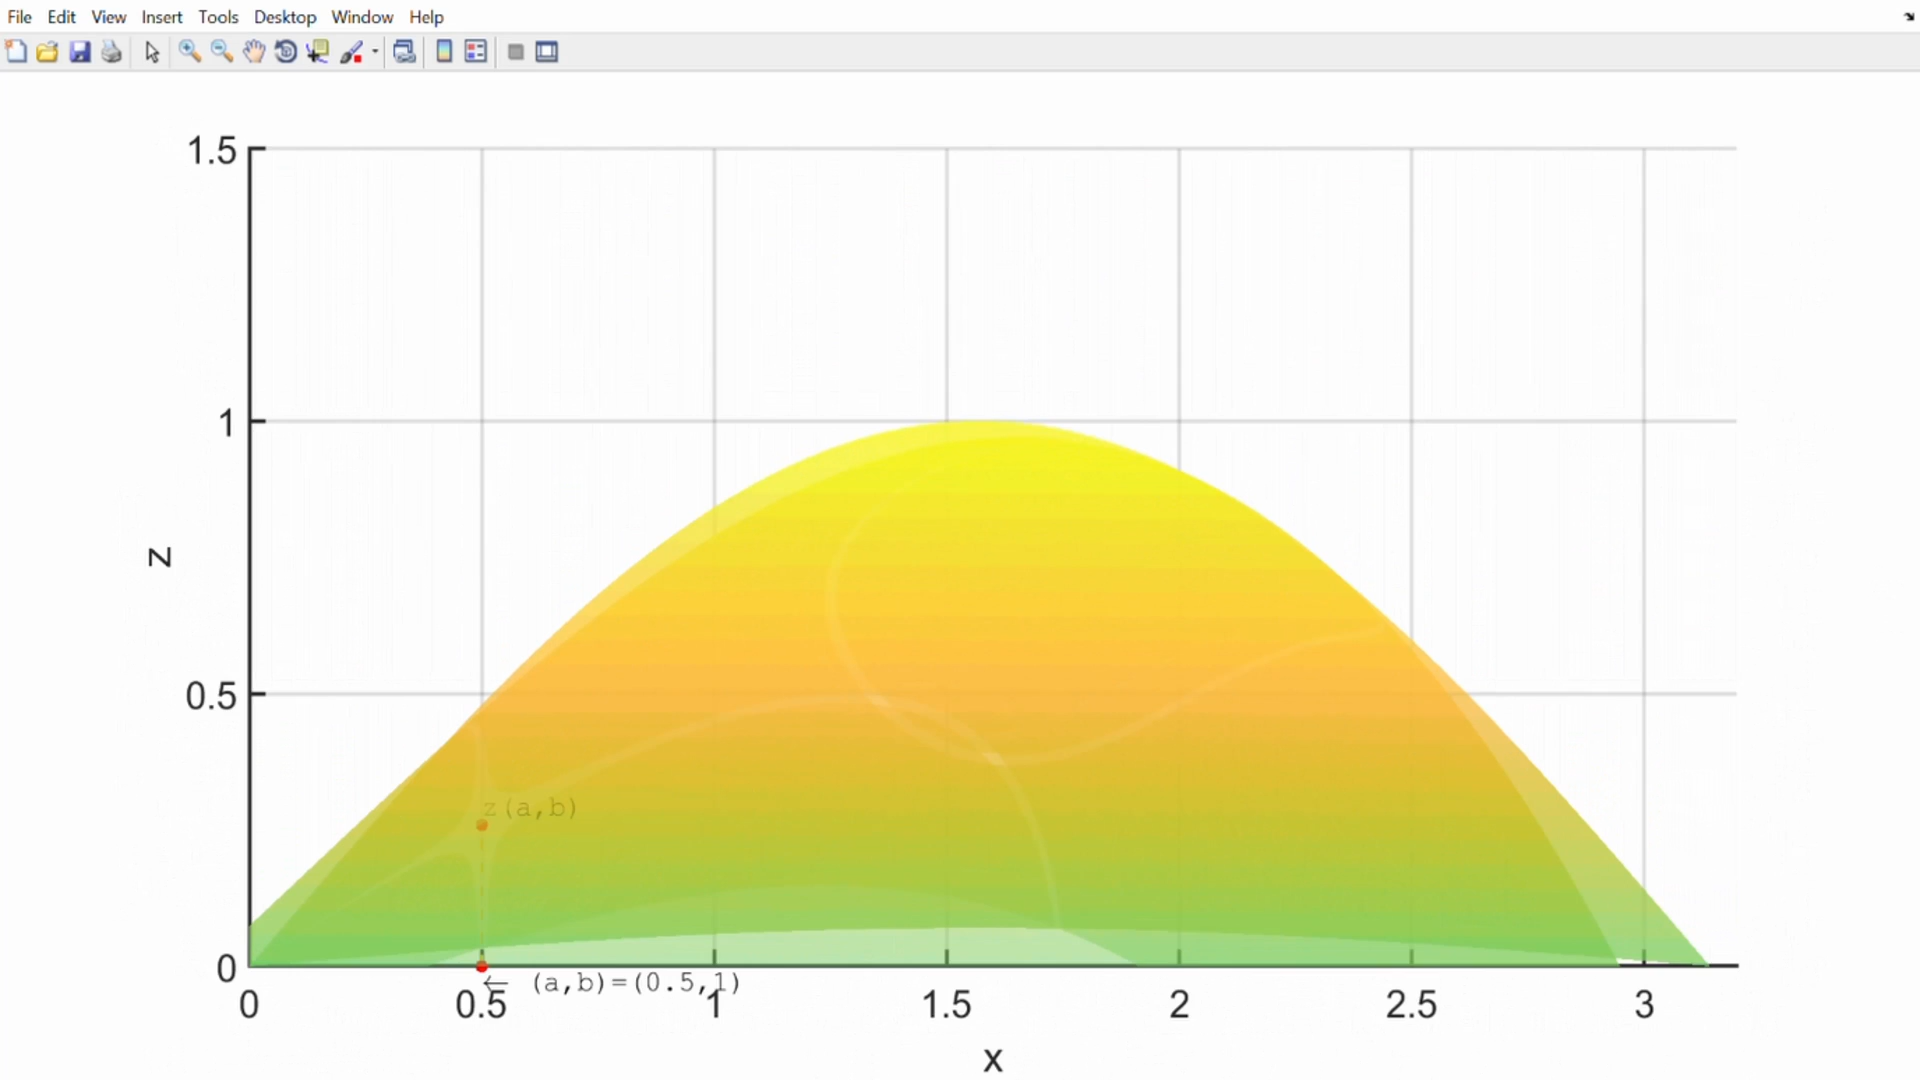 File Edit View Insert Tools Desktop Window Help
1.5
1
0.5
0
z
z(a,b)
← (a,b)=(0.5,1)
0 0.5 1 1.5 2 2.5 3
x